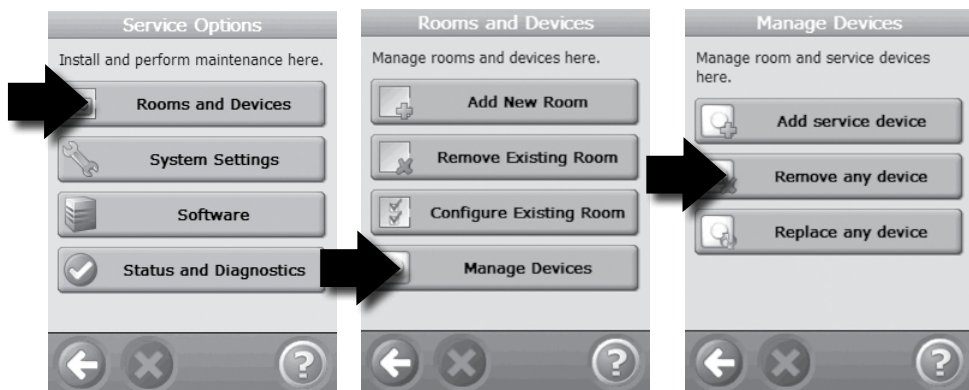 Service Options
Install and perform maintenance here.
Rooms and Devices
System Settings
Software
Status and Diagnostics
?
Rooms and Devices
Manage rooms and devices here.
Add New Room
Remove Existing Room
Configure Existing Room
Manage Devices
?
Manage Devices
Manage room and service devices
here.
Add service device
Remove any device
Replace any device
?